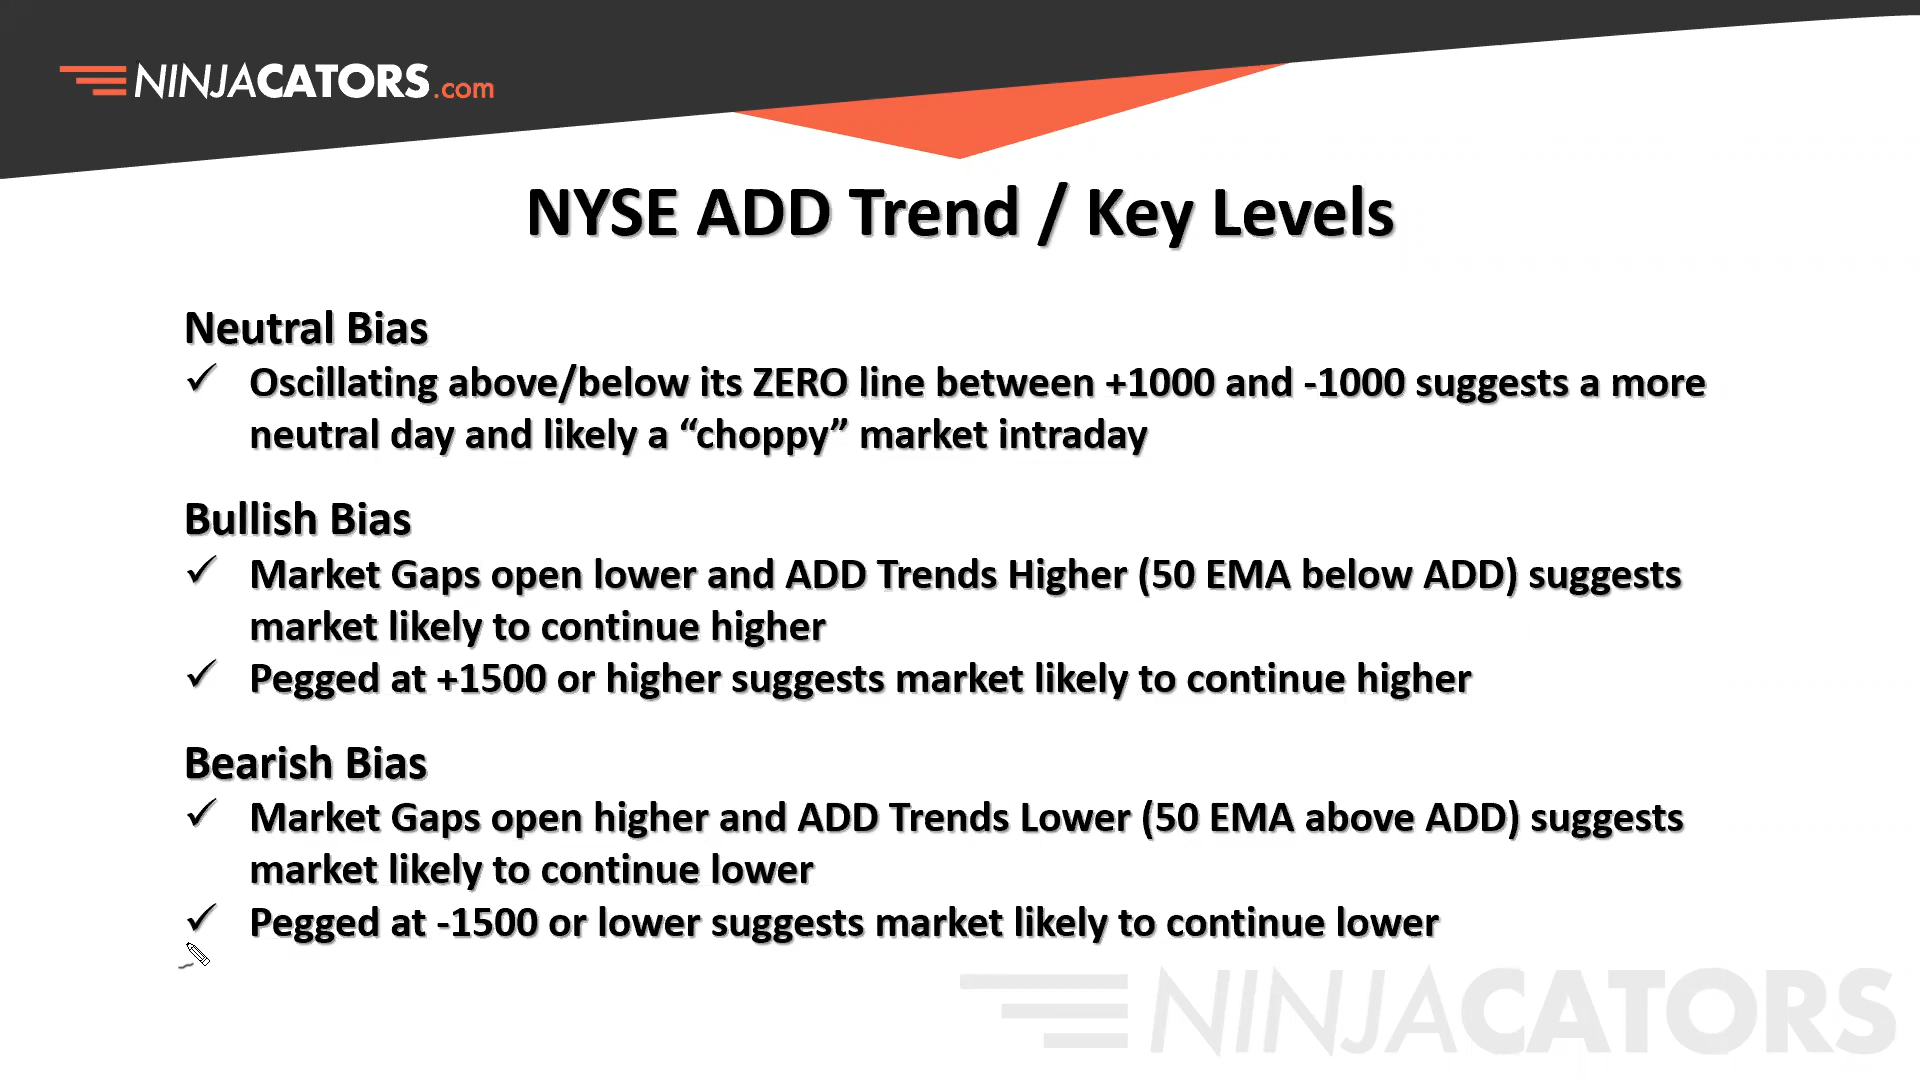 NINJACATORS.com
NYSE ADD Trend / Key Levels
Neutral Bias
✓ Oscillating above/below its ZERO line between +1000 and -1000 suggests a more
neutral day and likely a “choppy” market intraday
Bullish Bias
✓ Market Gaps open lower and ADD Trends Higher (50 EMA below ADD) suggests
market likely to continue higher
✓ Pegged at +1500 or higher suggests market likely to continue higher
Bearish Bias
✓ Market Gaps open higher and ADD Trends Lower (50 EMA above ADD) suggests
market likely to continue lower
✓ Pegged at -1500 or lower suggests market likely to continue lower
NINJACATORS